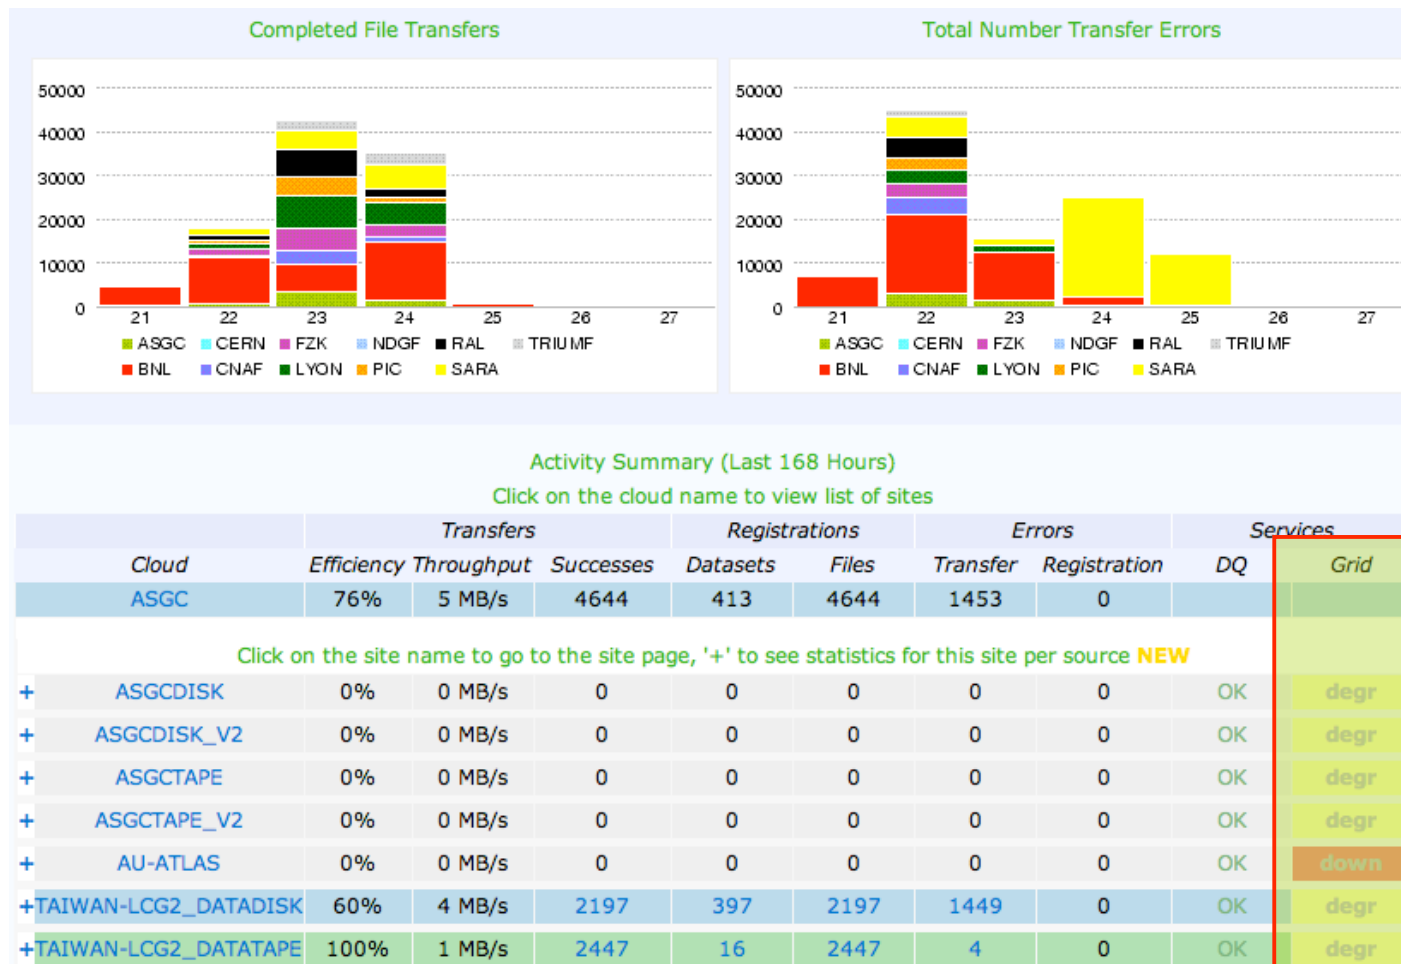 Completed File Transfers
50000
40000
30000
20000
10000
0
21 22 23 24 25 26 27
ASGC CERN FZK NDGF RAL TRIUMF
BNL CNAF LYON PIC SARA
Total Number Transfer Errors
50000
40000
30000
20000
10000
0
21 22 23 24 25 26 27
ASGC CERN FZK NDGF RAL TRIUMF
BNL CNAF LYON PIC SARA
Activity Summary (Last 168 Hours)
Click on the cloud name to view list of sites
Transfers Registrations Errors Services
Cloud Efficiency Throughput Successes Datasets Files Transfer Registration DQ Grid
ASGC 76% 5 MB/s 4644 413 4644 1453 0
Click on the site name to go to the site page, '+' to see statistics for this site per source NEW
+ ASGCDISK 0% 0 MB/s 0 0 0 0 0 OK degr
+ ASGCDISK_V2 0% 0 MB/s 0 0 0 0 0 OK degr
+ ASGCTAPE 0% 0 MB/s 0 0 0 0 0 OK degr
+ ASGCTAPE_V2 0% 0 MB/s 0 0 0 0 0 OK degr
+ AU-ATLAS 0% 0 MB/s 0 0 0 0 0 OK down
+TAIWAN-LCG2_DATADISK 60% 4 MB/s 2197 397 2197 1449 0 OK degr
+TAIWAN-LCG2_DATATAPE 100% 1 MB/s 2447 16 2447 4 0 OK degr